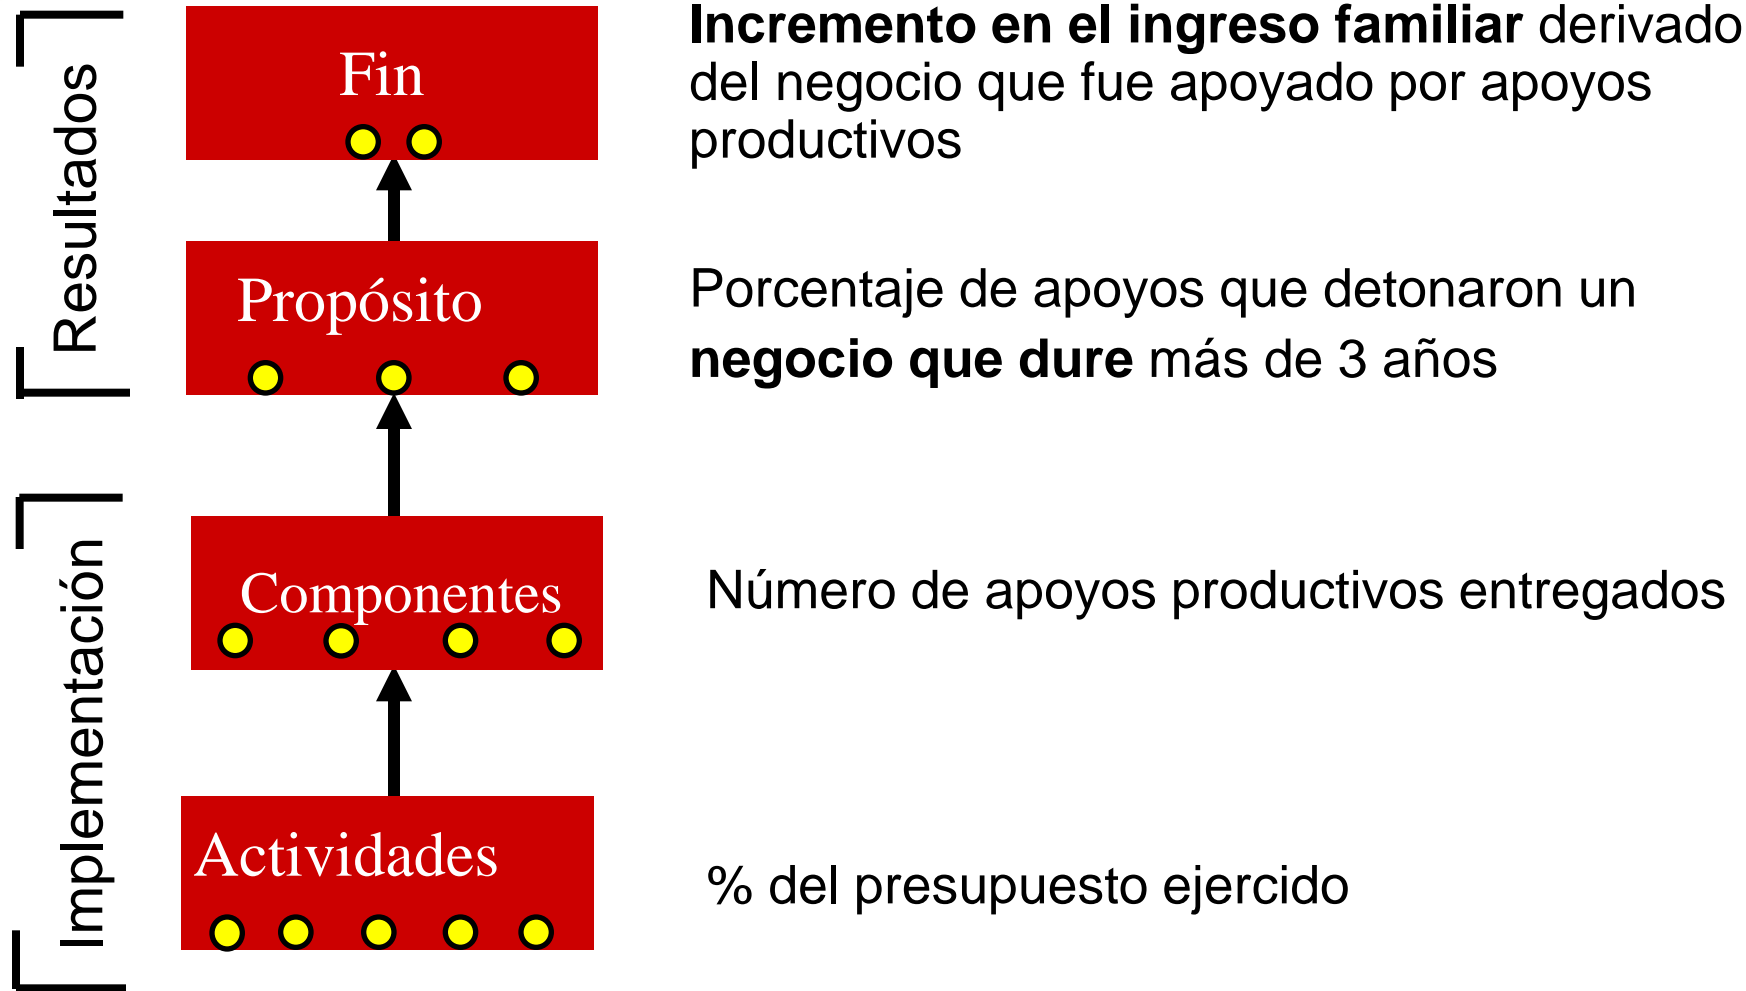 Resultados
Fin
Incremento en el ingreso familiar derivado
del negocio que fue apoyado por apoyos
productivos
Propósito
Porcentaje de apoyos que detonaron un
negocio que dure más de 3 años
Implementación
Componentes
Número de apoyos productivos entregados
Actividades
% del presupuesto ejercido